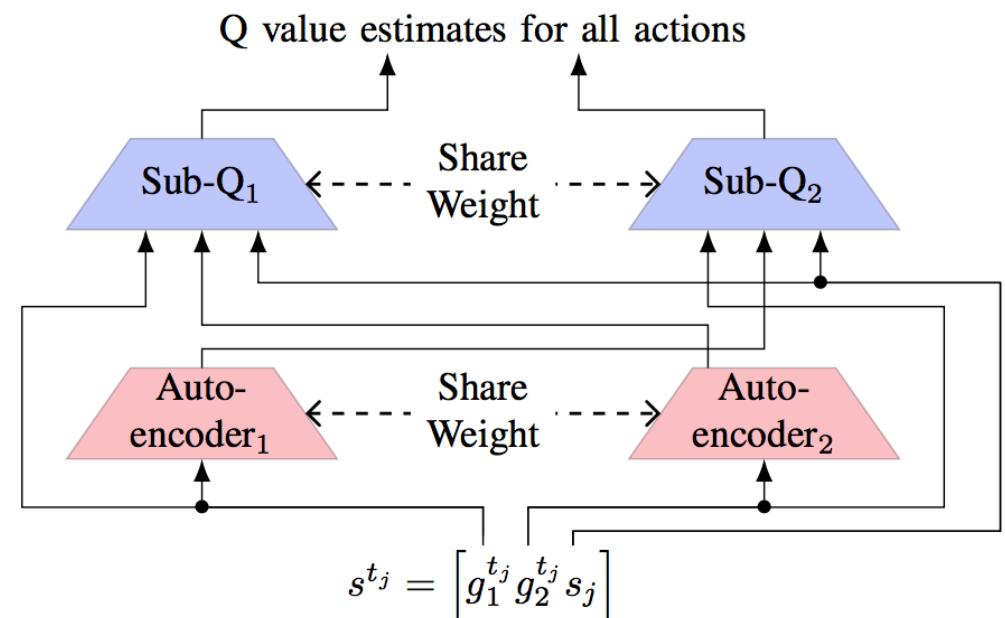 Q value estimates for all actions
Sub-Q₁
Share
Weight
Sub-Q₂
Auto-
encoder₁
Share
Weight
Auto-
encoder₂
s^{t_j} = [g_1^{t_j} g_2^{t_j} s_j]